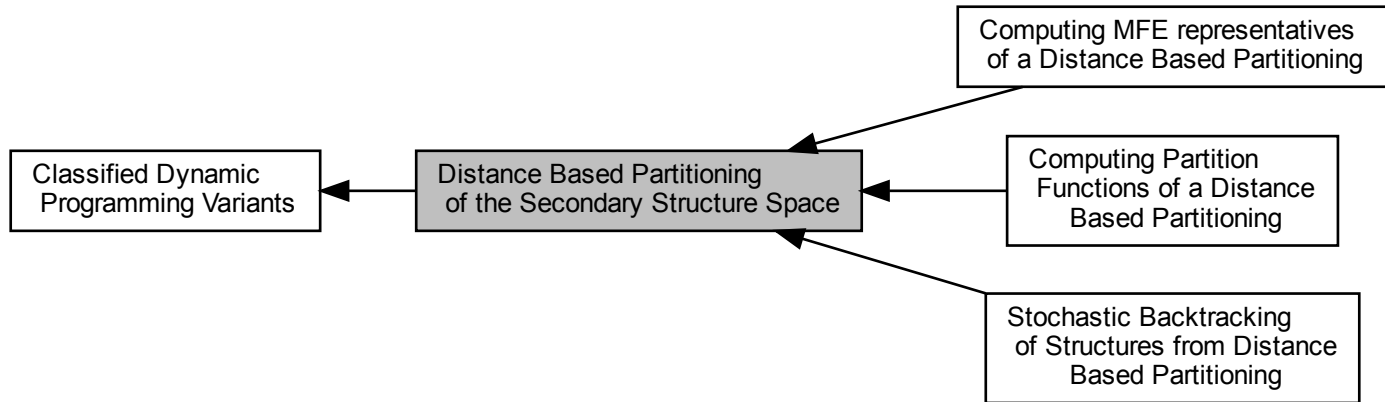 Computing MFE representatives
of a Distance Based Partitioning
Classified Dynamic
Programming Variants
Distance Based Partitioning
of the Secondary Structure Space
Computing Partition
Functions of a Distance
Based Partitioning
Stochastic Backtracking
of Structures from Distance
Based Partitioning